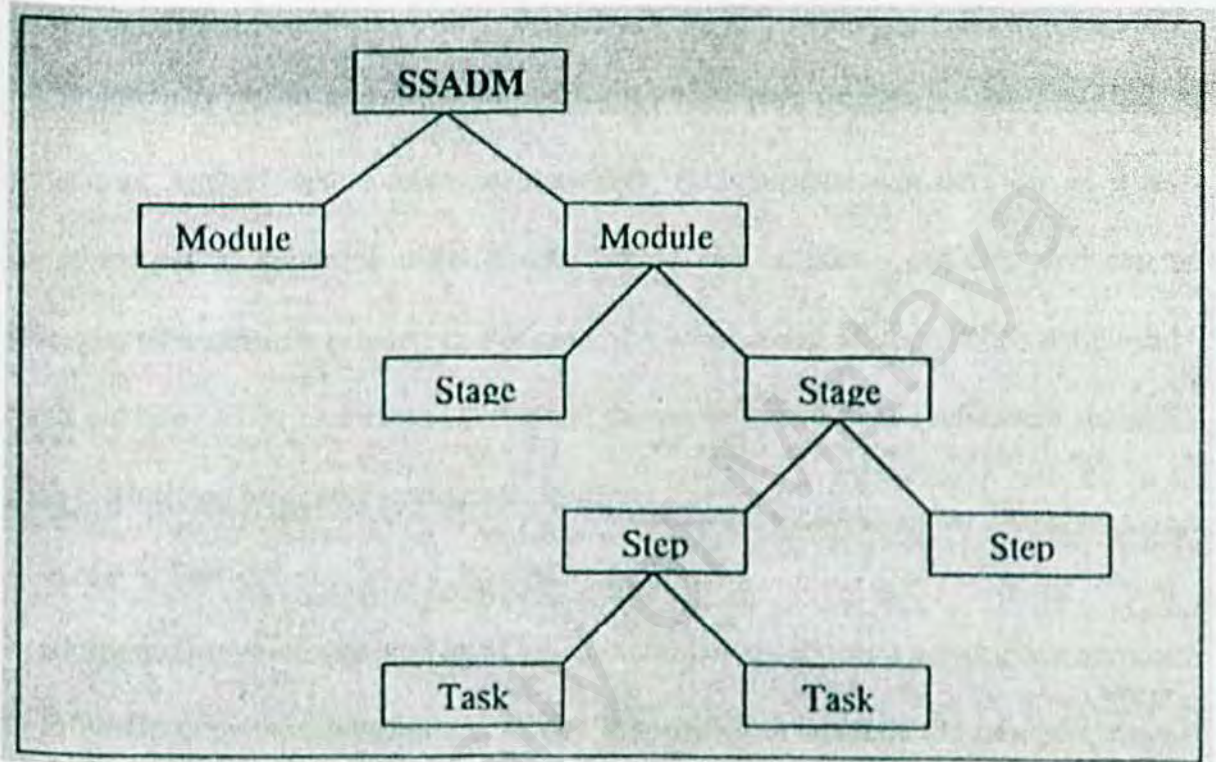 SSADM
Module Module
Stage Stage
Step Step
Task Task